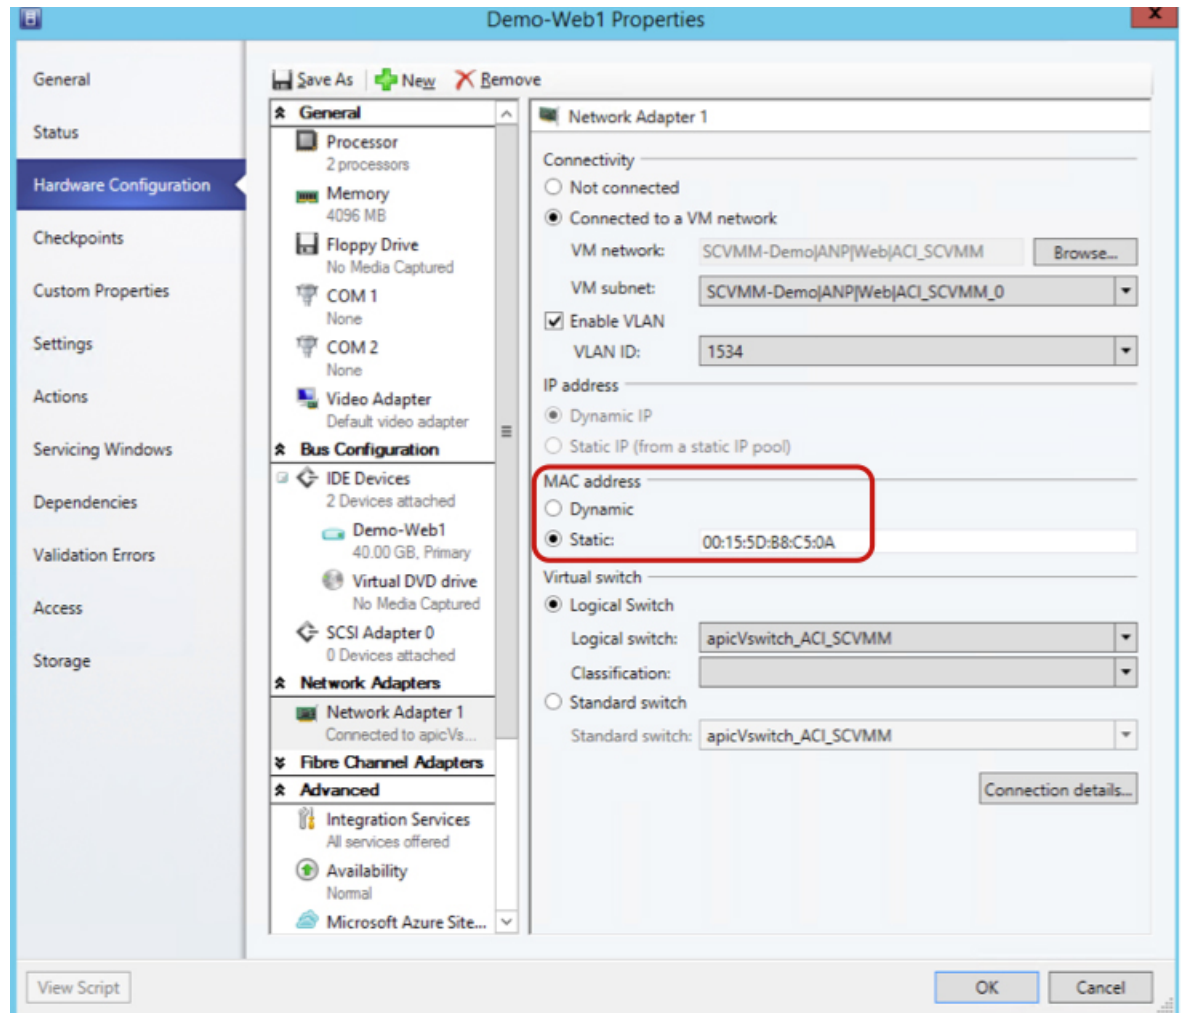 Demo-Web1 Properties
x
General
Status
Hardware Configuration
Checkpoints
Custom Properties
Settings
Actions
Servicing Windows
Dependencies
Validation Errors
Access
Storage
Save As New Remove
General
Processor
2 processors
Memory
4096 MB
Floppy Drive
No Media Captured
COM 1
None
COM 2
None
Video Adapter
Default video adapter
Bus Configuration
IDE Devices
2 Devices attached
Demo-Web1
40.00 GB, Primary
Virtual DVD drive
No Media Captured
SCSI Adapter 0
0 Devices attached
Network Adapters
Network Adapter 1
Connected to apicVs...
Fibre Channel Adapters
Advanced
Integration Services
All services offered
Availability
Normal
Microsoft Azure Site...
Network Adapter 1
Connectivity
Not connected
Connected to a VM network
VM network: SCVMM-Demo|ANP|Web|ACI_SCVMM Browse...
VM subnet: SCVMM-Demo|ANP|Web|ACI_SCVMM_0
Enable VLAN
VLAN ID: 1534
IP address
Dynamic IP
Static IP (from a static IP pool)
MAC address
Dynamic
Static: 00:15:5D:B8:C5:0A
Virtual switch
Logical Switch
Logical switch: apicVswitch_ACI_SCVMM
Classification:
Standard switch
Standard switch: apicVswitch_ACI_SCVMM
Connection details...
View Script OK Cancel